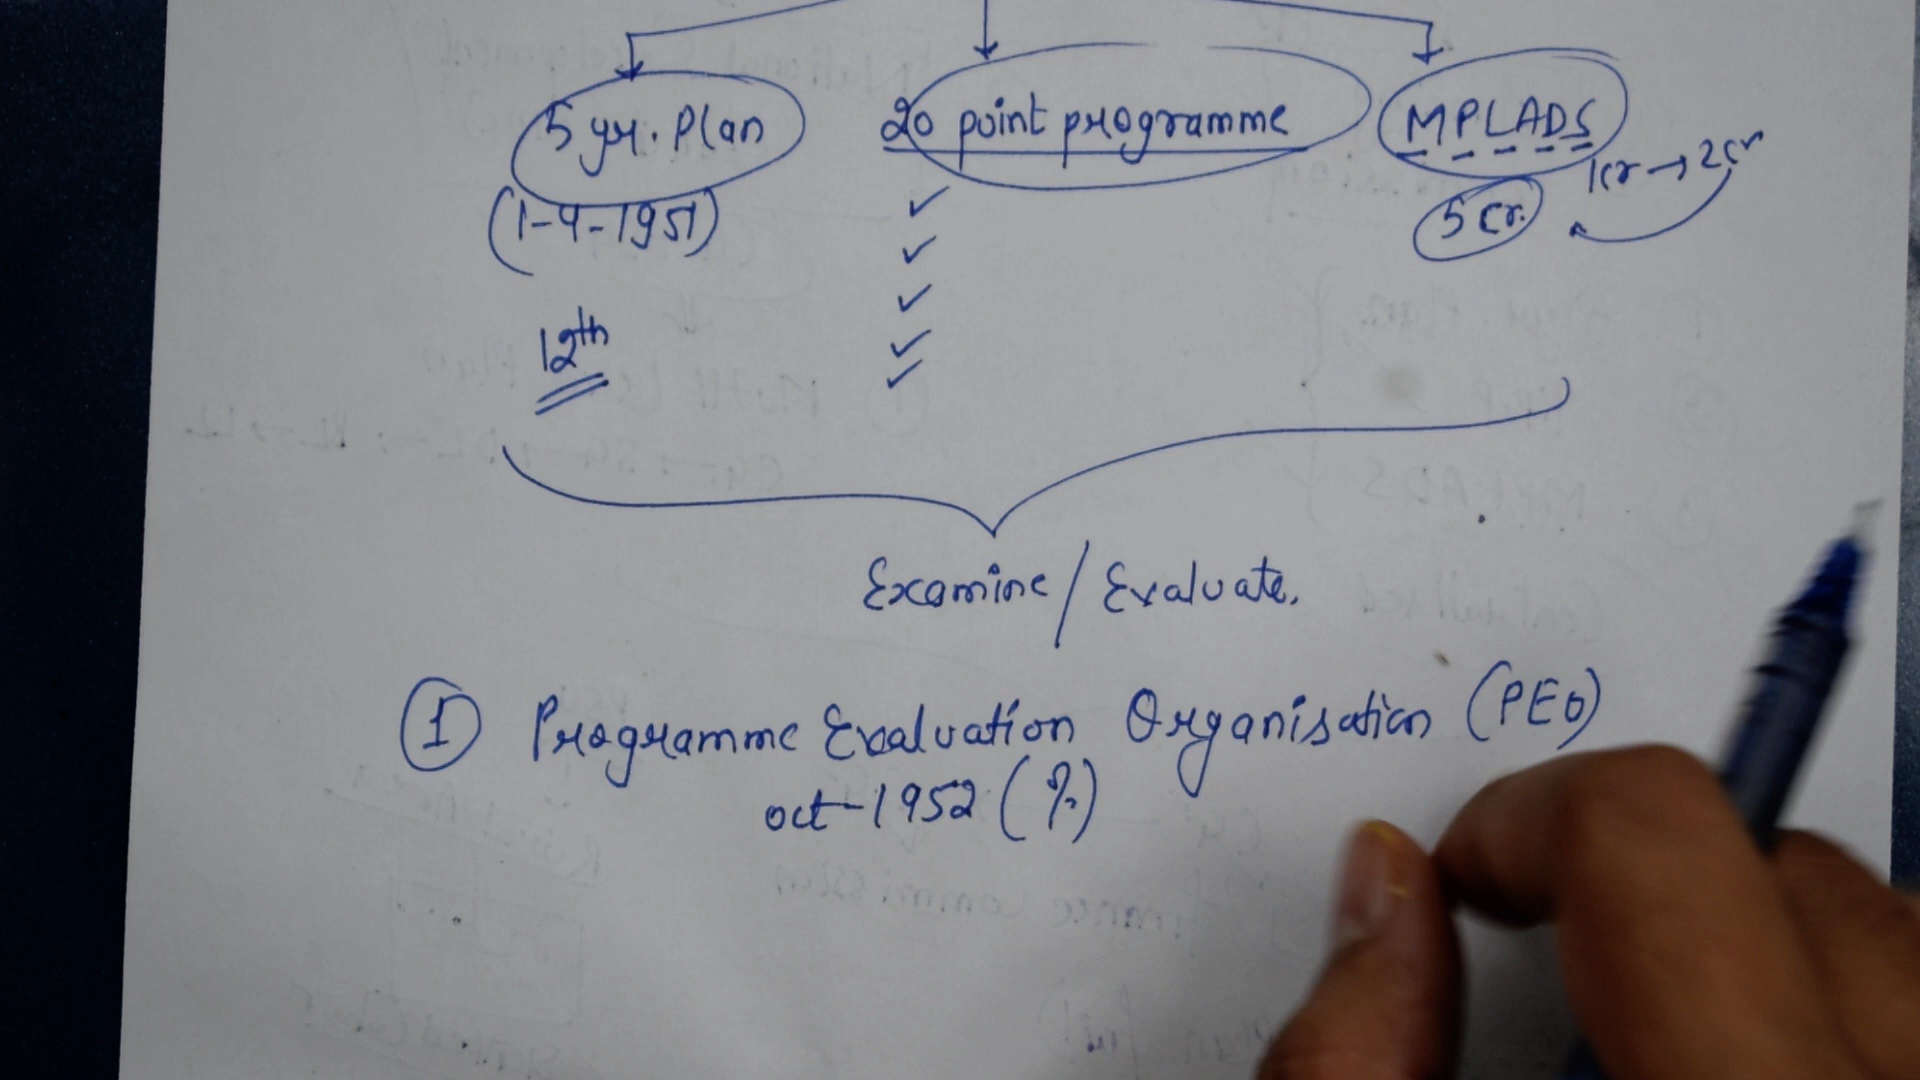 5 yr. Plan 20 point programme MPLADS
(1-4-1951) 5 Cr. 1Cr → 2Cr
12th
Examine / Evaluate.
1 Programme Evaluation Organisation (PEO)
Oct-1952 (%)